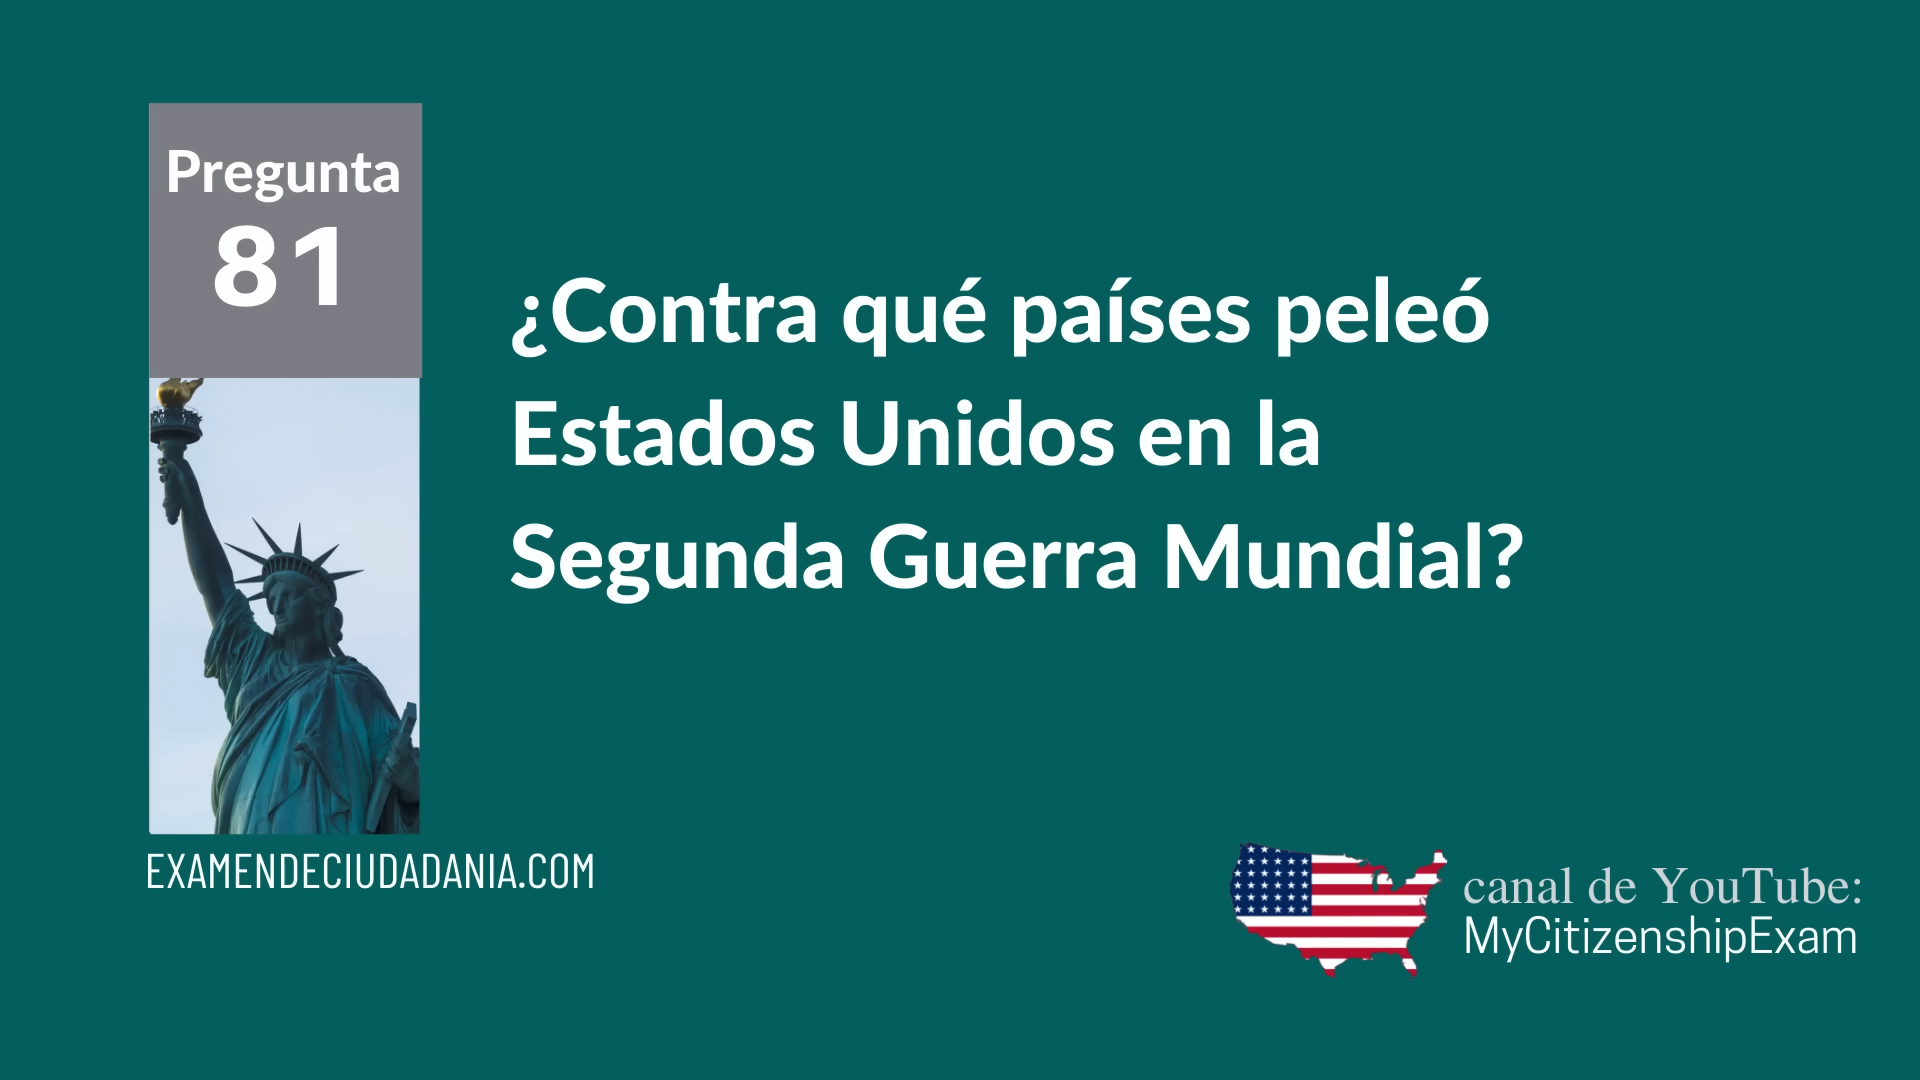 Pregunta
81
¿Contra qué países peleó
Estados Unidos en la
Segunda Guerra Mundial?
EXAMENDECIUDADANIA.COM
canal de YouTube:
MyCitizenshipExam